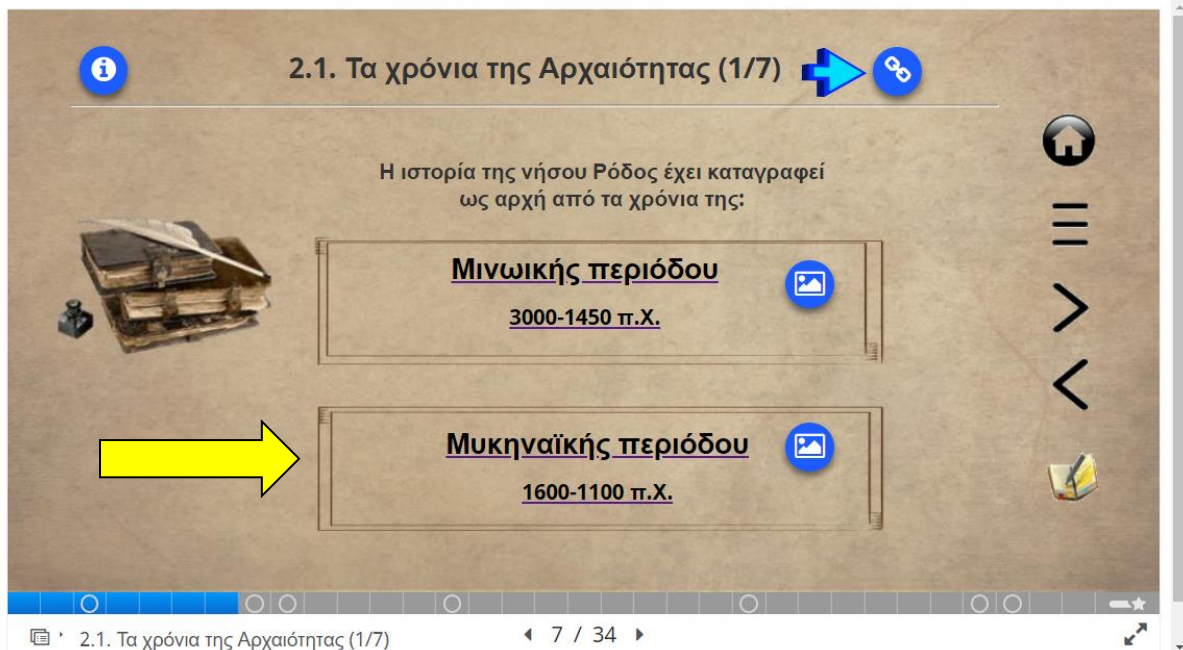 2.1. Τα χρόνια της Αρχαιότητας (1/7)
Η ιστορία της νήσου Ρόδος έχει καταγραφεί
ως αρχή από τα χρόνια της:
Μινωικής περιόδου
3000-1450 π.Χ.
Μυκηναϊκής περιόδου
1600-1100 π.Χ.
2.1. Τα χρόνια της Αρχαιότητας (1/7)
7 / 34